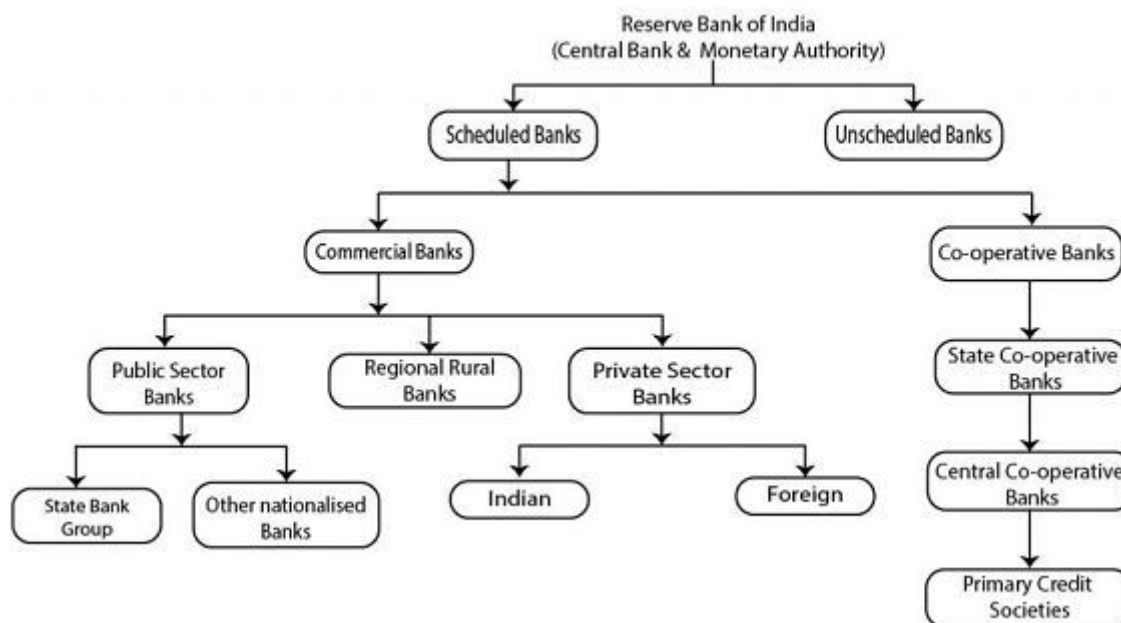 Reserve Bank of India
(Central Bank & Monetary Authority)
Scheduled Banks
Unscheduled Banks
Commercial Banks
Co-operative Banks
Public Sector
Banks
Regional Rural
Banks
Private Sector
Banks
State Co-operative
Banks
State Bank
Group
Other nationalised
Banks
Indian
Foreign
Central Co-operative
Banks
Primary Credit
Societies